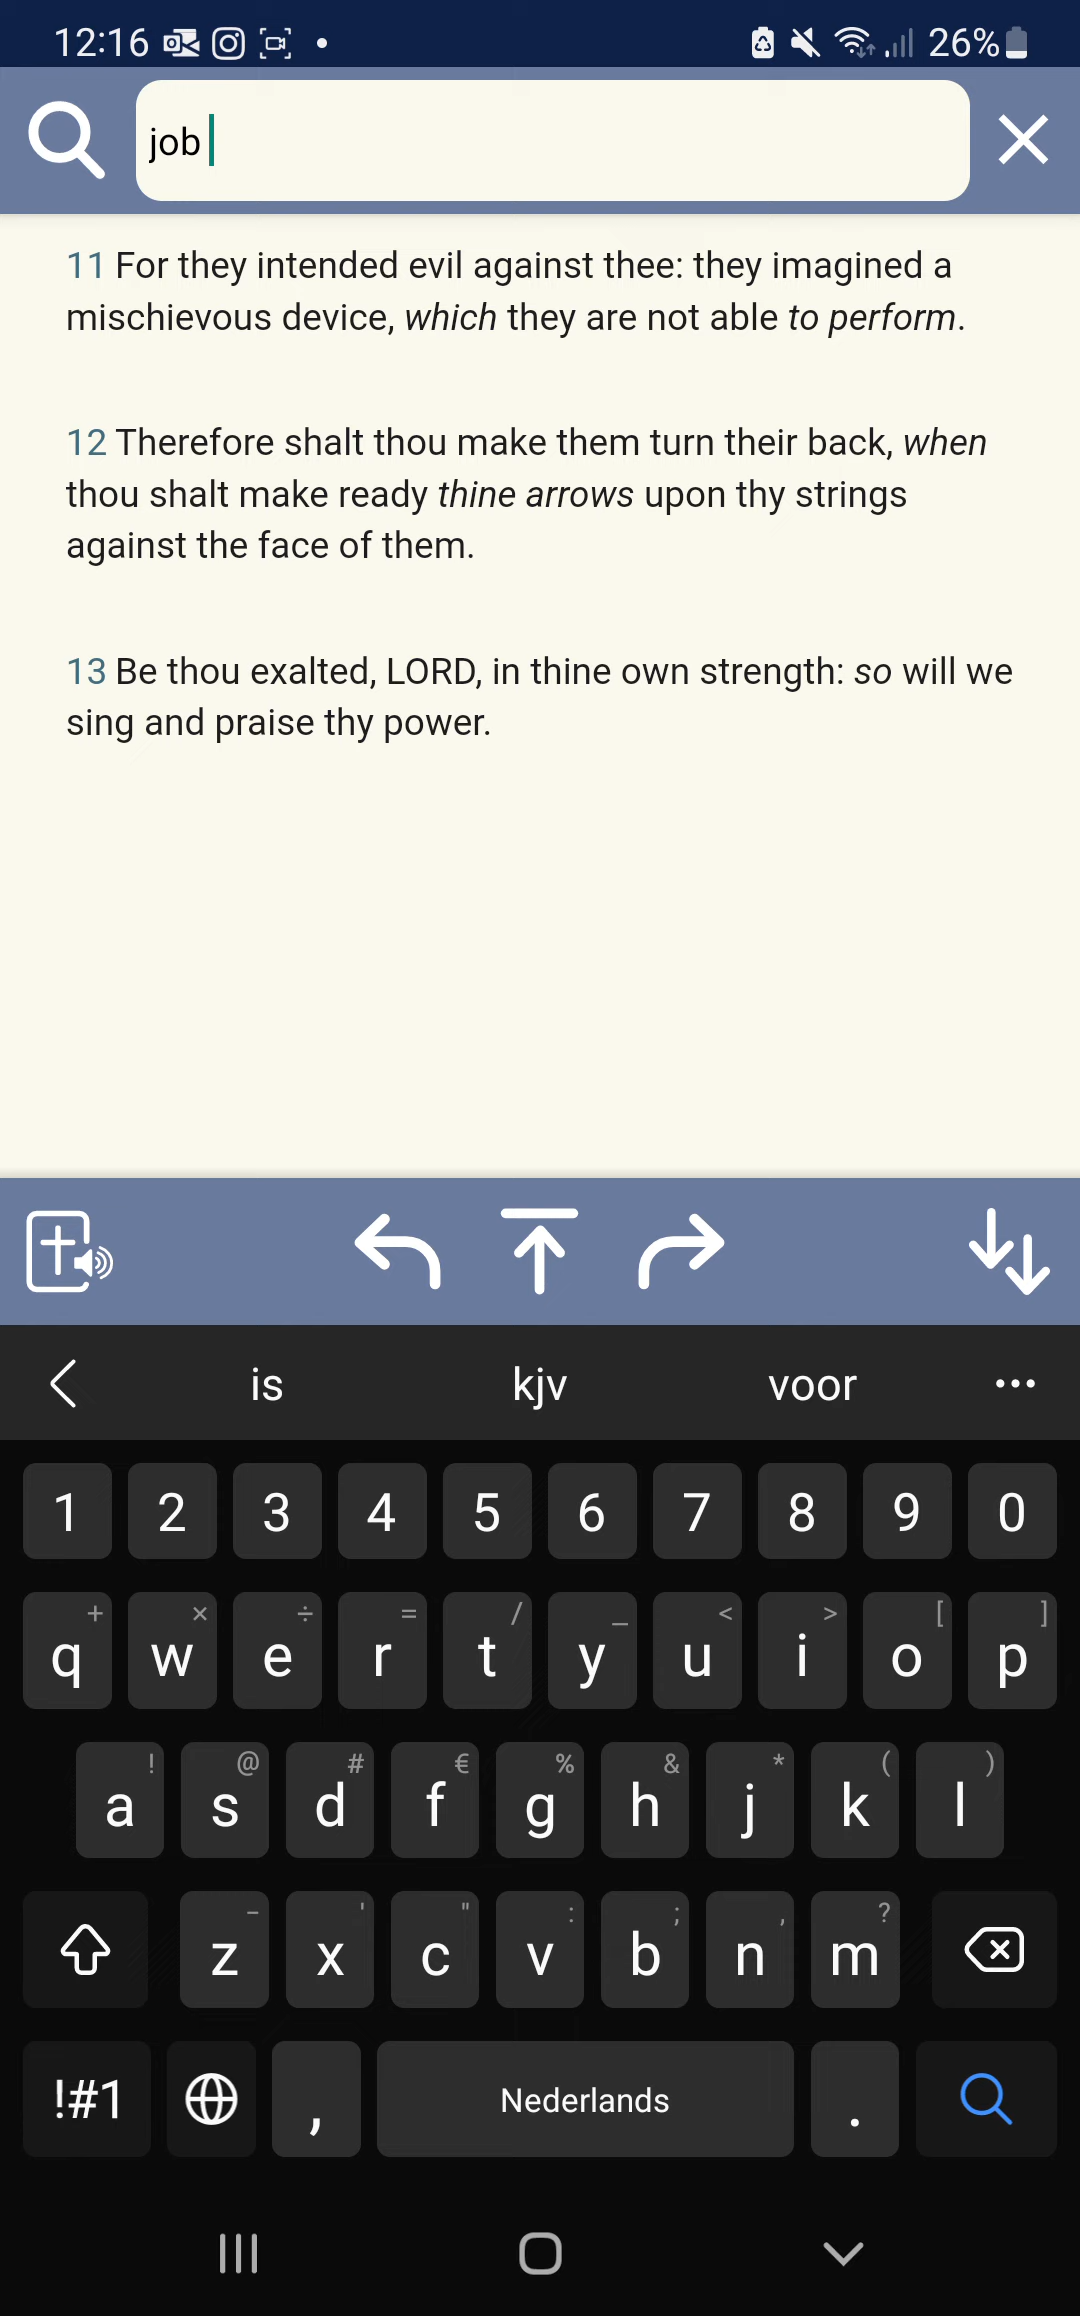 12:16 26%
job
11 For they intended evil against thee: they imagined a
mischievous device, which they are not able to perform.
12 Therefore shalt thou make them turn their back, when
thou shalt make ready thine arrows upon thy strings
against the face of them.
13 Be thou exalted, LORD, in thine own strength: so will we
sing and praise thy power.
is kjv voor ...
1 2 3 4 5 6 7 8 9 0
+ × ÷ = / _ < > [ ]
q w e r t y u i o p
! @ # € % & * ( )
a s d f g h j k l
- ' " : ; , ?
z x c v b n m
!#1 , Nederlands .